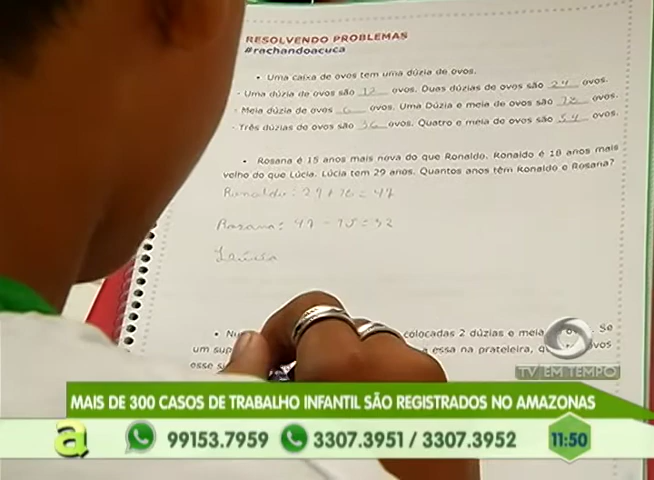 RESOLVENDO PROBLEMAS
#rachandoacuca
• Uma caixa de ovos tem uma dúzia de ovos.
- Uma dúzia de ovos são 12 ovos. Duas dúzias de ovos são 24 ovos.
- Meia dúzia de ovos 6 ovos. Uma Dúzia e meia de ovos são 18 ovos.
- Três dúzias de ovos são 36 ovos. Quatro e meia de ovos são 54 ovos.
• Rosana é 15 anos mais nova do que Ronaldo. Ronaldo é 18 anos mais
velho do que Lúcia. Lúcia tem 29 anos. Quantos anos têm Ronaldo e Rosana?
Ronaldo: 29 + 18 = 47
Rosana: 47 - 15 = 32
Lúcia
• colocadas 2 dúzias e meia ovos. Se
um essa na prateleira,
esse
TV EM TEMPO
MAIS DE 300 CASOS DE TRABALHO INFANTIL SÃO REGISTRADOS NO AMAZONAS
a 99153.7959 3307.3951 / 3307.3952 11:50